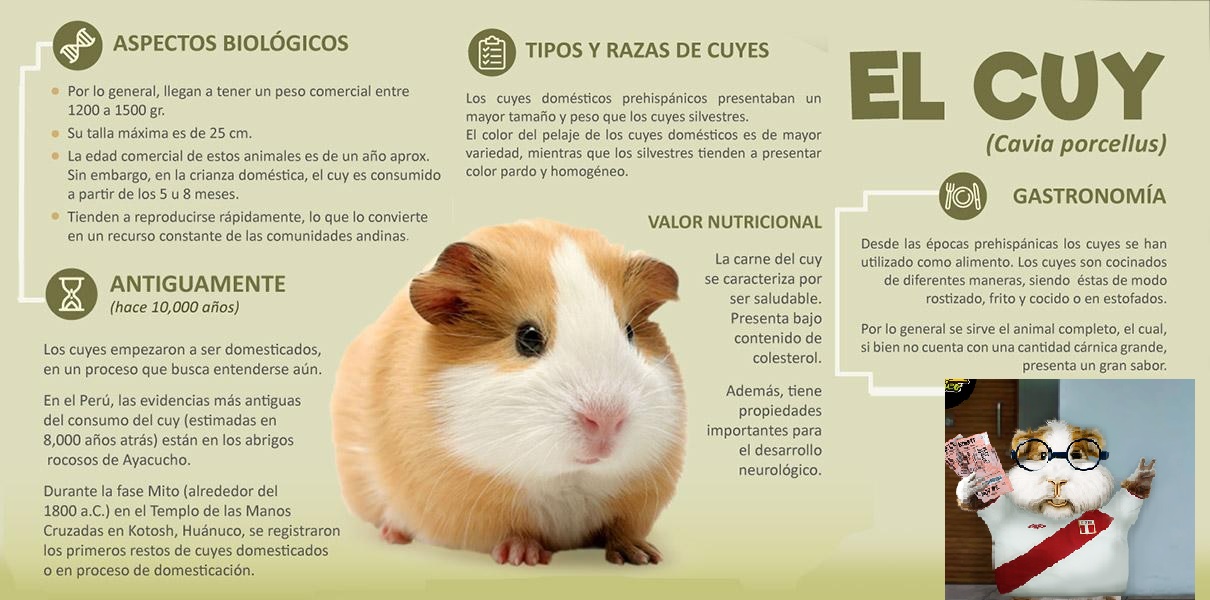 EL CUY
(Cavia porcellus)
ASPECTOS BIOLÓGICOS
Por lo general, llegan a tener un peso comercial entre
1200 a 1500 gr.
Su talla máxima es de 25 cm.
La edad comercial de estos animales es de un año aprox.
Sin embargo, en la crianza doméstica, el cuy es consumido
a partir de los 5 u 8 meses.
Tienden a reproducirse rápidamente, lo que lo convierte
en un recurso constante de las comunidades andinas.
ANTIGUAMENTE
(hace 10,000 años)
Los cuyes empezaron a ser domesticados,
en un proceso que busca entenderse aún.
En el Perú, las evidencias más antiguas
del consumo del cuy (estimadas en
8,000 años atrás) están en los abrigos
rocosos de Ayacucho.
Durante la fase Mito (alrededor del
1800 a.C.) en el Templo de las Manos
Cruzadas en Kotosh, Huánuco, se registraron
los primeros restos de cuyes domesticados
o en proceso de domesticación.
TIPOS Y RAZAS DE CUYES
Los cuyes domésticos prehispánicos presentaban un
mayor tamaño y peso que los cuyes silvestres.
El color del pelaje de los cuyes domésticos es de mayor
variedad, mientras que los silvestres tienden a presentar
color pardo y homogéneo.
VALOR NUTRICIONAL
La carne del cuy
se caracteriza por
ser saludable.
Presenta bajo
contenido de
colesterol.
Además, tiene
propiedades
importantes para
el desarrollo
neurológico.
GASTRONOMÍA
Desde las épocas prehispánicas los cuyes se han
utilizado como alimento. Los cuyes son cocinados
de diferentes maneras, siendo éstas de modo
rostizado, frito y cocido o en estofados.
Por lo general se sirve el animal completo, el cual,
si bien no cuenta con una cantidad cárnica grande,
presenta un gran sabor.